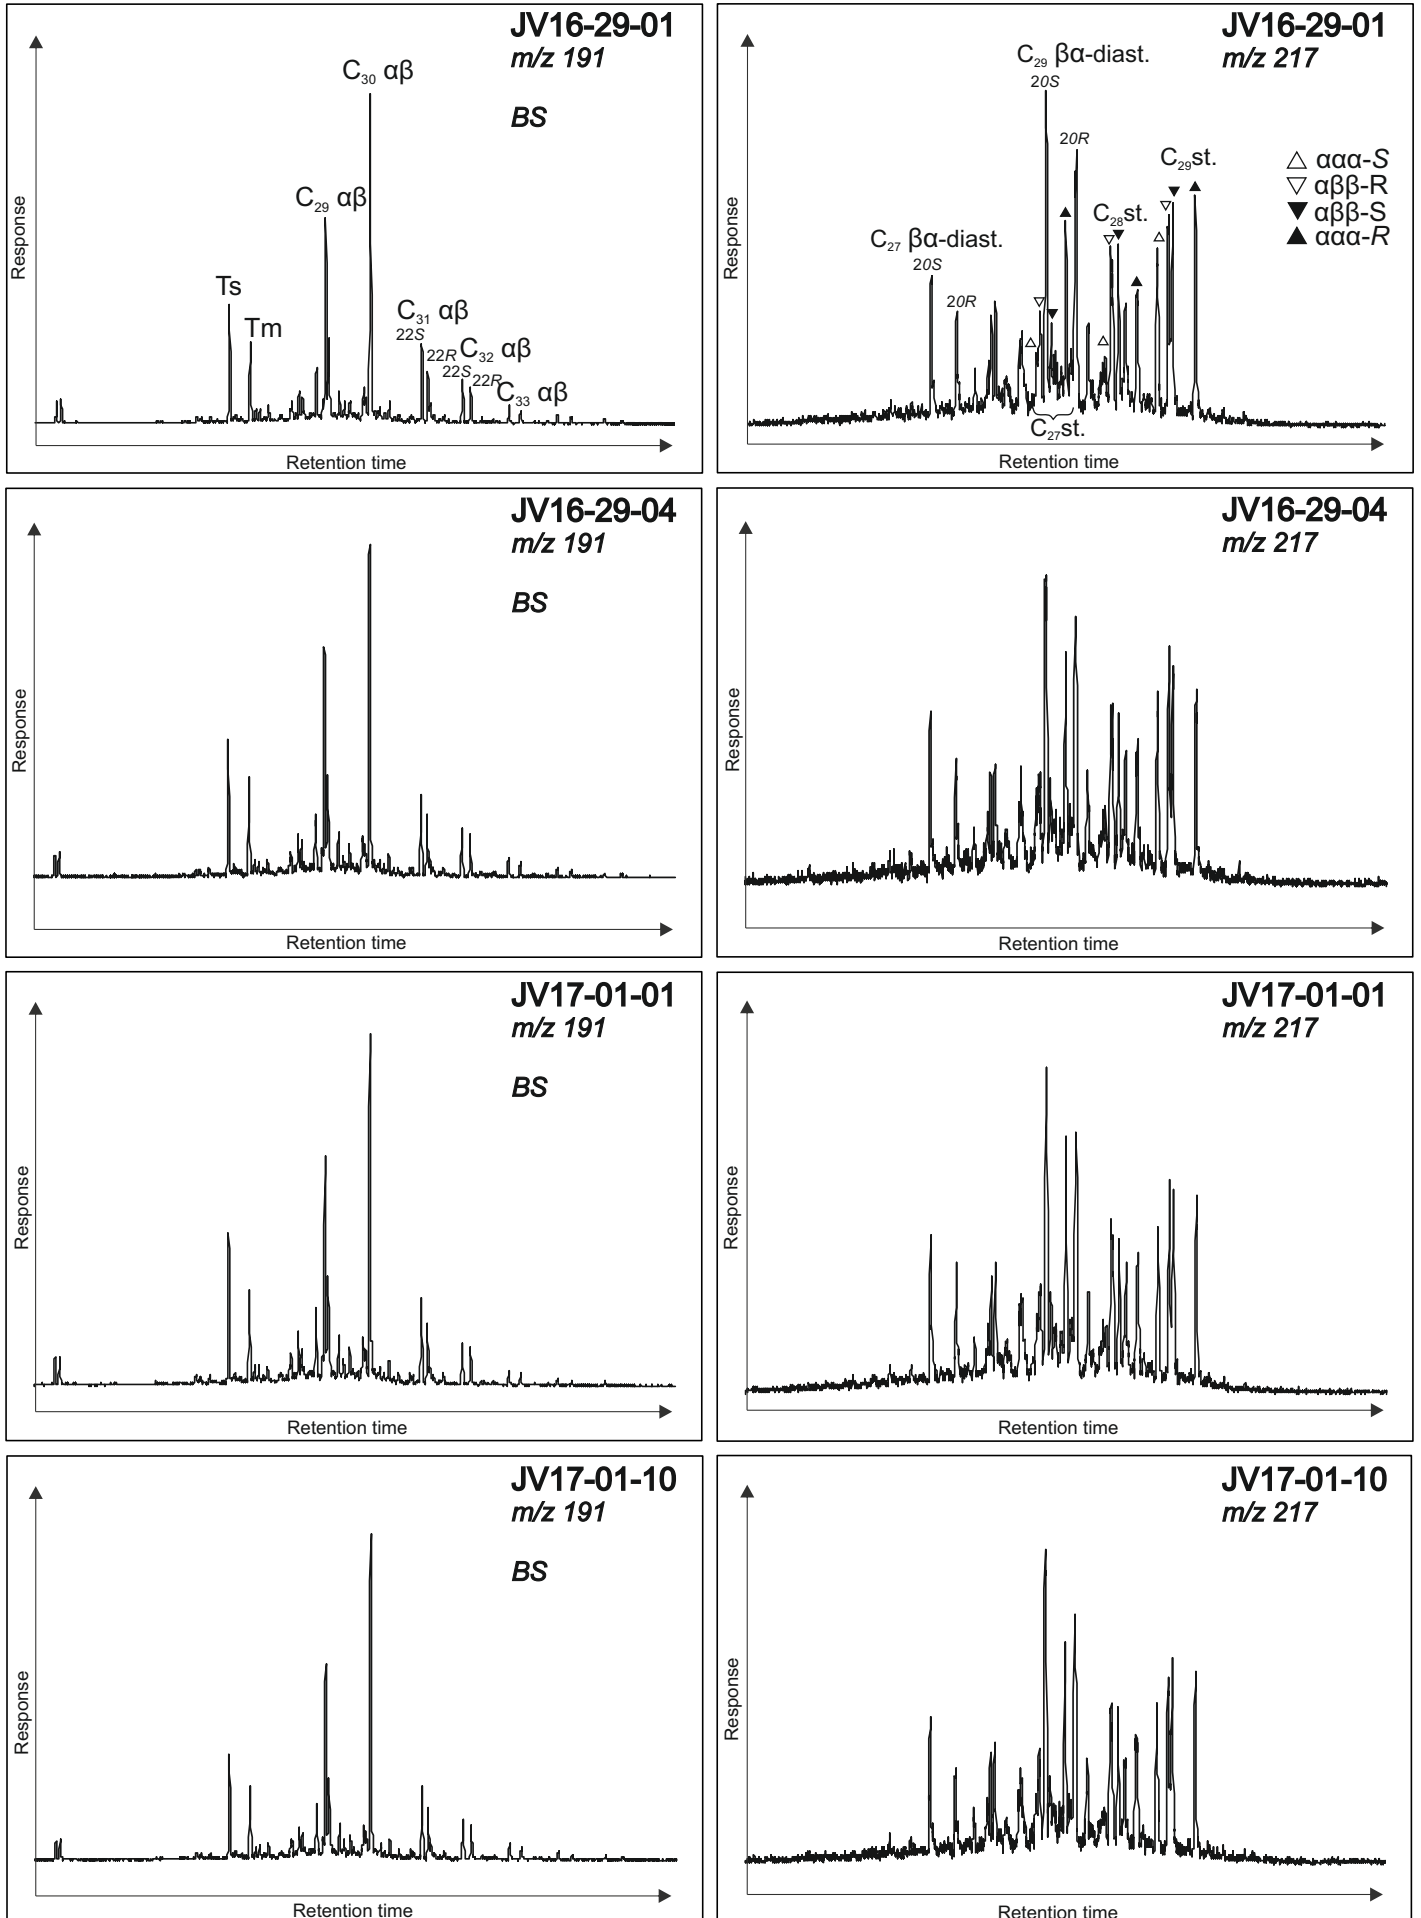 JV16-29-01
m/z 191
BS
C30 αβ
C29 αβ
Ts
Tm
C31 αβ
22S
22R
C32 αβ
22S
22R
C33 αβ
Response
Retention time
JV16-29-01
m/z 217
C29 βα-diast.
20S
20R
C29st.
△ ααα-S
▽ αββ-R
▼ αββ-S
▲ ααα-R
C28st.
C27 βα-diast.
20S
20R
C27st.
Response
Retention time
JV16-29-04
m/z 191
BS
Response
Retention time
JV16-29-04
m/z 217
Response
Retention time
JV17-01-01
m/z 191
BS
Response
Retention time
JV17-01-01
m/z 217
Response
Retention time
JV17-01-10
m/z 191
BS
Response
Retention time
JV17-01-10
m/z 217
Response
Retention time